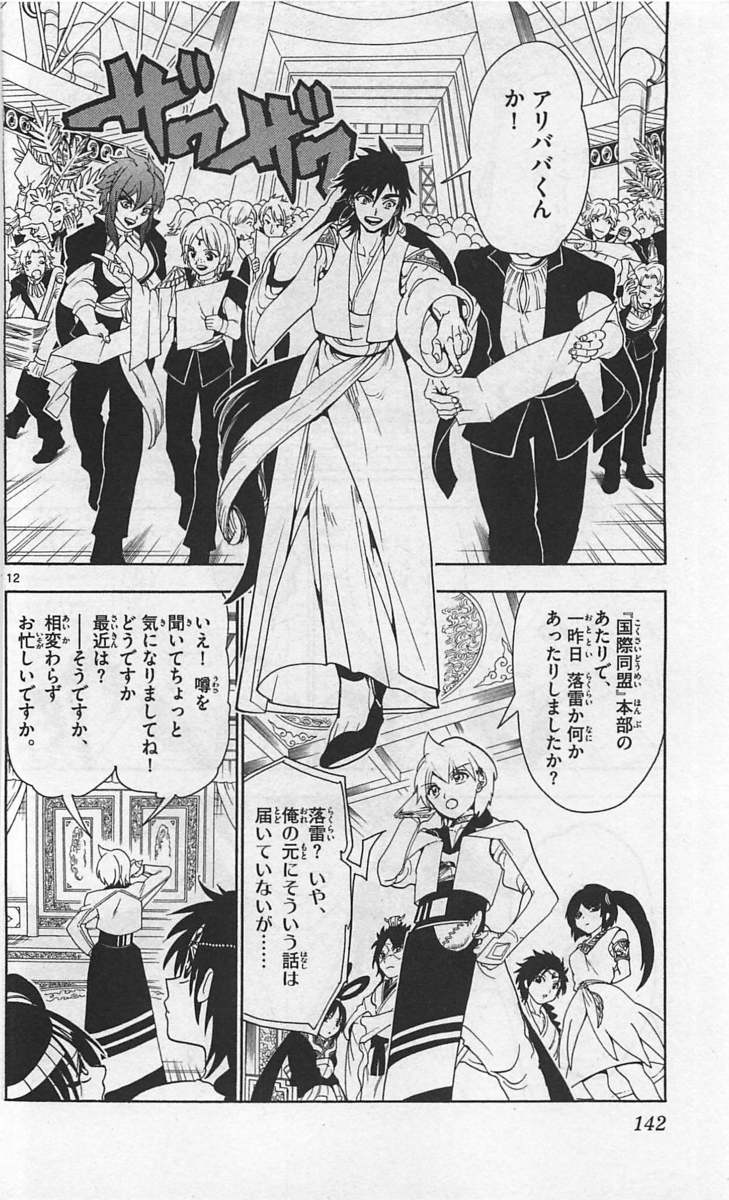 ザワ
ザワ
アリババくん
か！
『国際同盟』本部の
あたりで、
一昨日 落雷か何か
あったりしましたか？
落雷？ いや、
俺の元にそういう話は
届いていないが……
いえ！ 噂を
聞いてちょっと
気になりましてね！
どうですか
最近は？
――そうですか、
相変わらず
お忙しいですか。
12
142